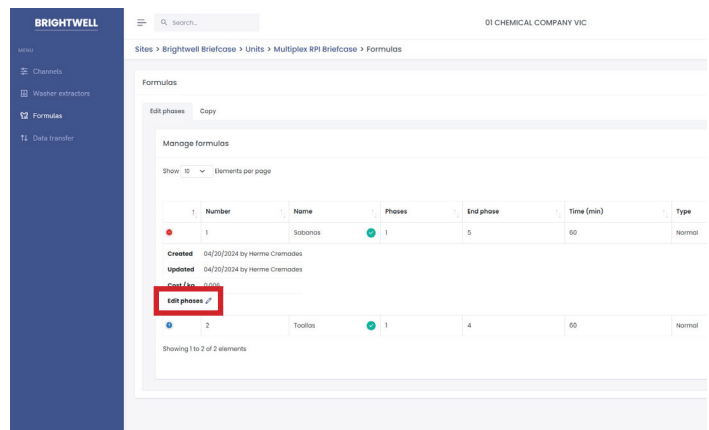 BRIGHTWELL
Search...
01 CHEMICAL COMPANY VIC
MENU
Sites > Brightwell Briefcase > Units > Multiplex RPI Briefcase > Formulas
Channels
Washer extractors
Formulas
Data transfer
Formulas
Edit phases Copy
Manage formulas
Show 10 Elements per page
Number Name Phases End phase Time (min) Type
1 Sabanas 1 5 60 Normal
Created 04/20/2024 by Herme Cremades
Updated 04/20/2024 by Herme Cremades
Cost / kg 0.006
Edit phases
2 Toallas 1 4 60 Normal
Showing 1 to 2 of 2 elements